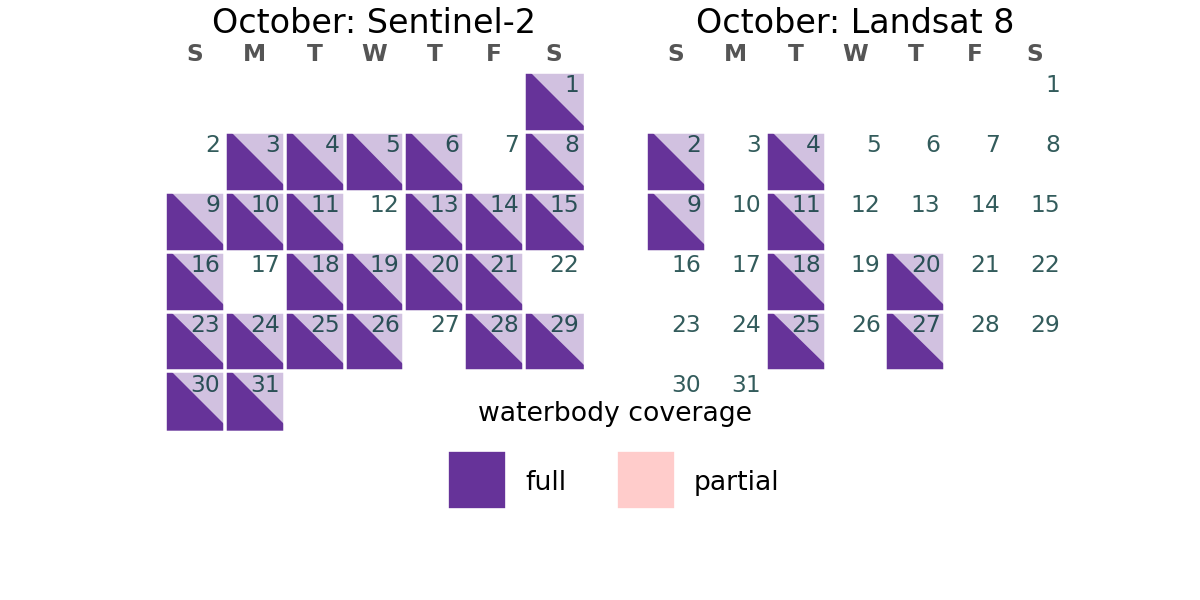 October: Sentinel-2
S M T W T F S
1
2 3 4 5 6 7 8
9 10 11 12 13 14 15
16 17 18 19 20 21 22
23 24 25 26 27 28 29
30 31
October: Landsat 8
S M T W T F S
1
2 3 4 5 6 7 8
9 10 11 12 13 14 15
16 17 18 19 20 21 22
23 24 25 26 27 28 29
30 31
waterbody coverage
full partial